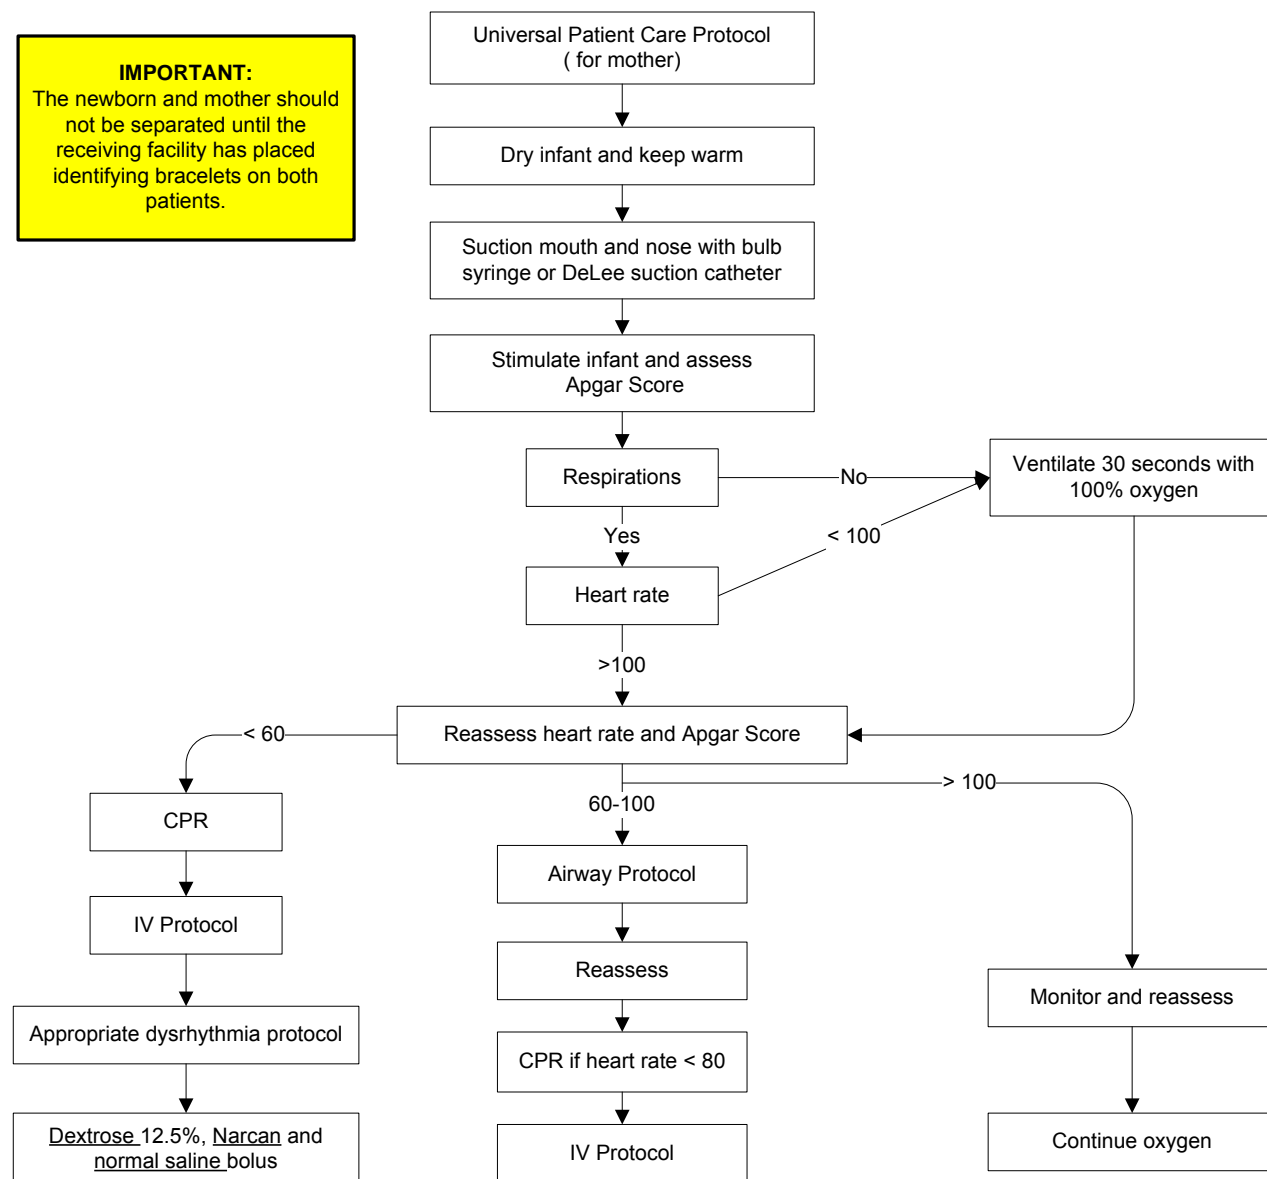 Universal Patient Care Protocol
( for mother)
IMPORTANT:
The newborn and mother should
not be separated until the
receiving facility has placed
identifying bracelets on both
patients.
Dry infant and keep warm
Suction mouth and nose with bulb
syringe or DeLee suction catheter
Stimulate infant and assess
Apgar Score
Respirations
No
Ventilate 30 seconds with
100% oxygen
Yes
< 100
Heart rate
>100
Reassess heart rate and Apgar Score
< 60
60-100
> 100
CPR
IV Protocol
Appropriate dysrhythmia protocol
Dextrose 12.5%, Narcan and
normal saline bolus
Airway Protocol
Reassess
CPR if heart rate < 80
IV Protocol
Monitor and reassess
Continue oxygen